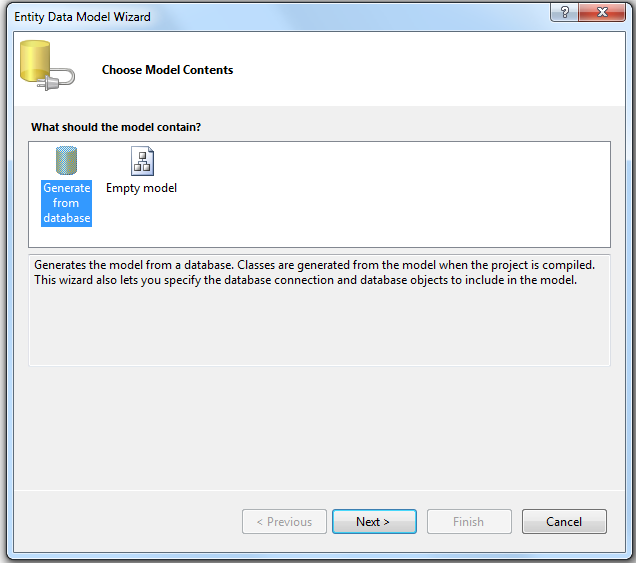 Entity Data Model Wizard
?
Choose Model Contents
What should the model contain?
Generate
from
database
Empty model
Generates the model from a database. Classes are generated from the model when the project is compiled.
This wizard also lets you specify the database connection and database objects to include in the model.
< Previous
Next >
Finish
Cancel